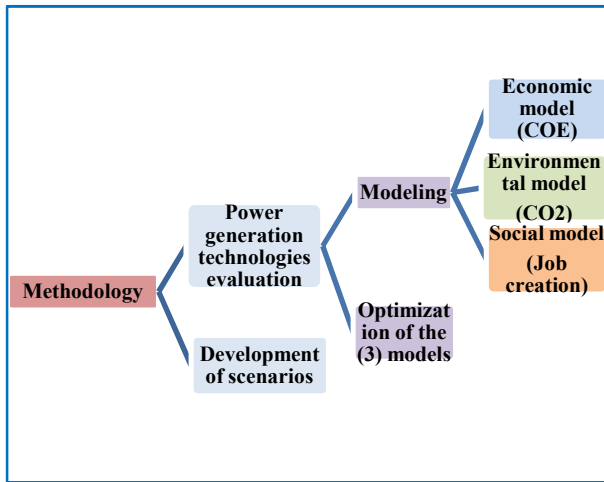 Methodology
Power
generation
technologies
evaluation
Development
of scenarios
Modeling
Optimizat
ion of the
(3) models
Economic
model
(COE)
Environmen
tal model
(CO2)
Social model
(Job
creation)